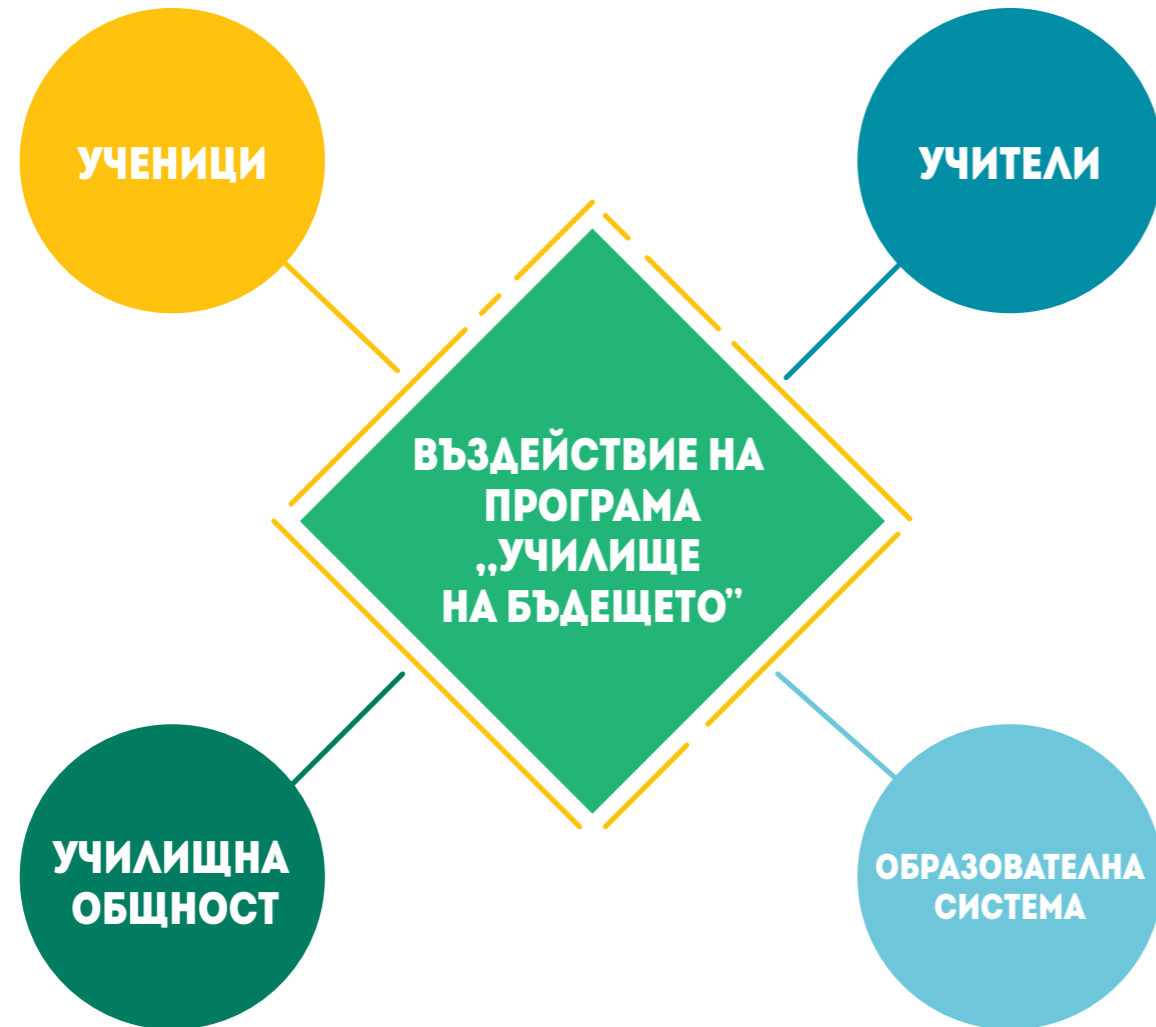 УЧЕНИЦИ
УЧИТЕЛИ
ВЪЗДЕЙСТВИЕ НА
ПРОГРАМА
„УЧИЛИЩЕ
НА БЪДЕЩЕТО”
УЧИЛИЩНА
ОБЩНОСТ
ОБРАЗОВАТЕЛНА
СИСТЕМА